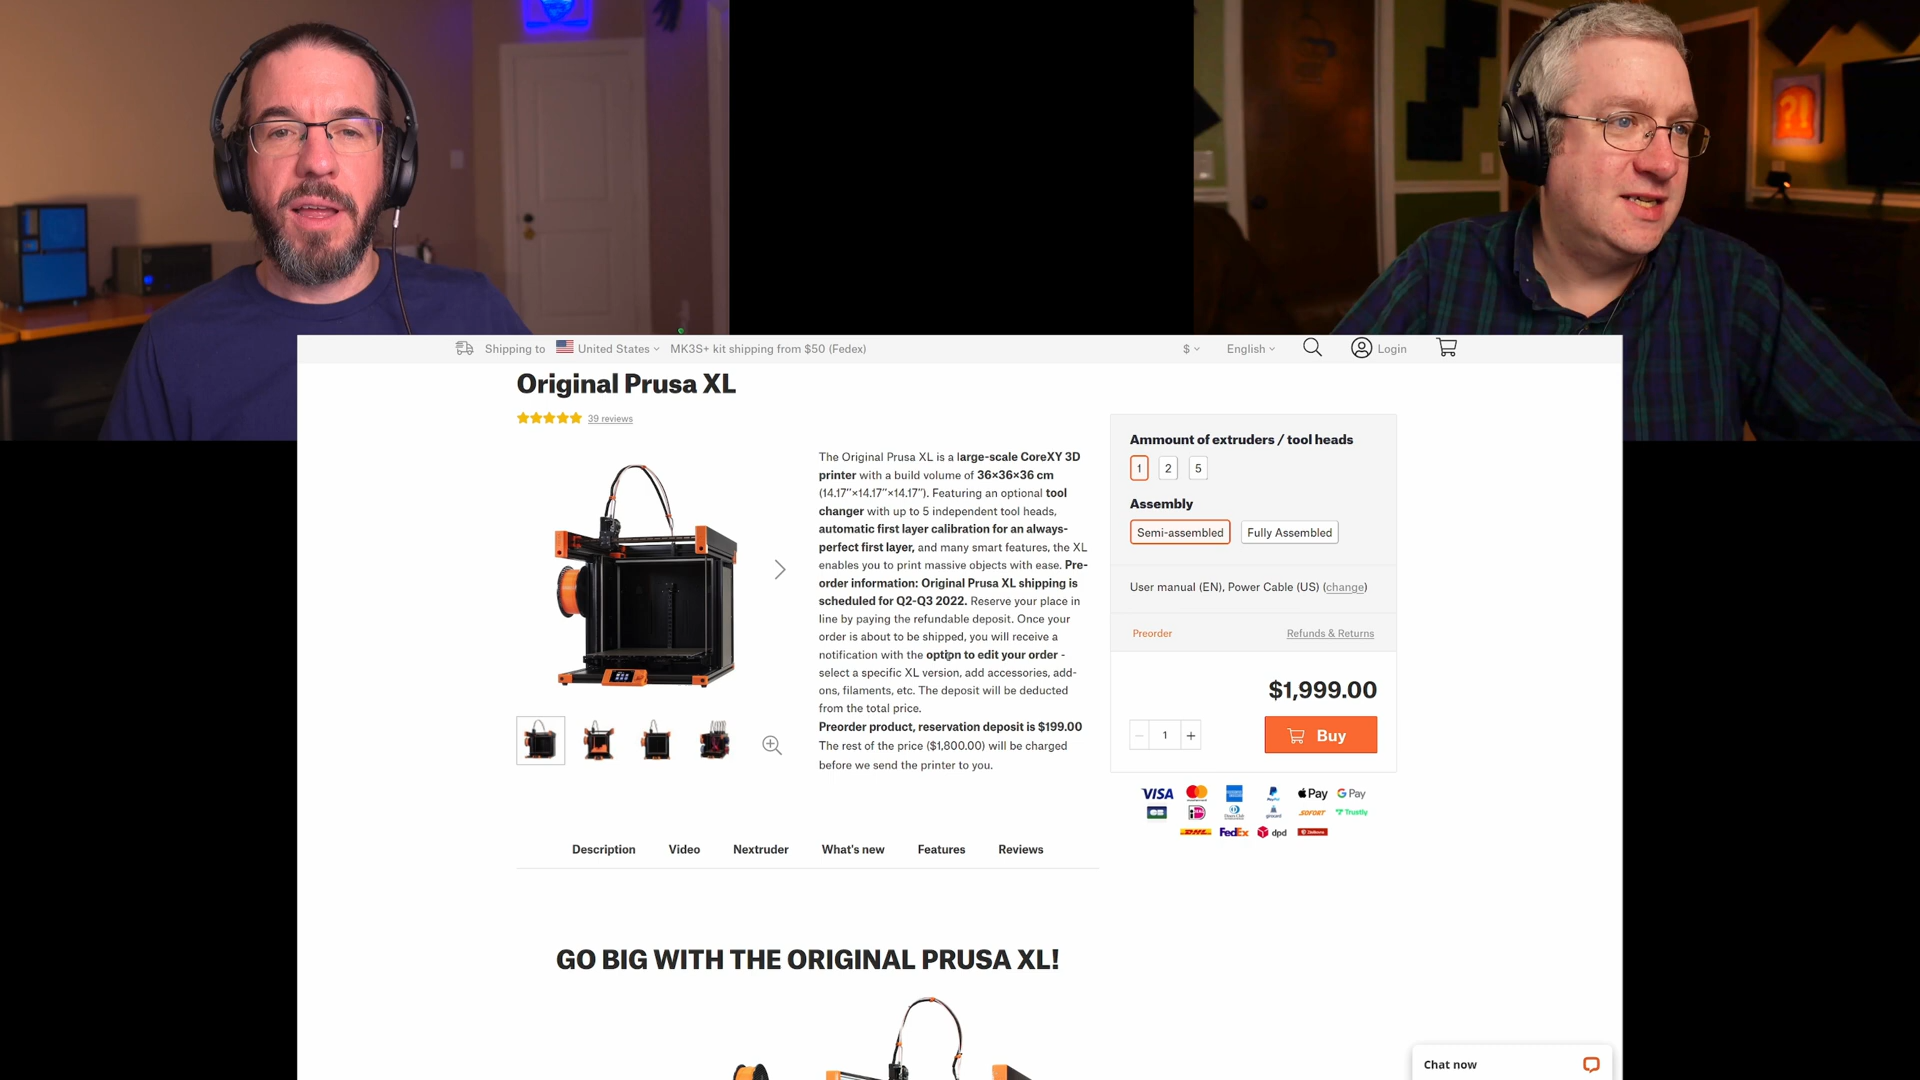 Shipping to United States MK3S+ kit shipping from $50 (Fedex) $ English Login
Original Prusa XL
39 reviews
The Original Prusa XL is a large-scale CoreXY 3D
printer with a build volume of 36×36×36 cm
(14.17"×14.17"×14.17"). Featuring an optional tool
changer with up to 5 independent tool heads,
automatic first layer calibration for an always-
perfect first layer, and many smart features, the XL
enables you to print massive objects with ease. Pre-
order information: Original Prusa XL shipping is
scheduled for Q2-Q3 2022. Reserve your place in
line by paying the refundable deposit. Once your
order is about to be shipped, you will receive a
notification with the option to edit your order -
select a specific XL version, add accessories, add-
ons, filaments, etc. The deposit will be deducted
from the total price.
Preorder product, reservation deposit is $199.00
The rest of the price ($1,800.00) will be charged
before we send the printer to you.
Ammount of extruders / tool heads
1 2 5
Assembly
Semi-assembled Fully Assembled
User manual (EN), Power Cable (US) (change)
Preorder Refunds & Returns
$1,999.00
1 + Buy
VISA Pay G Pay
SOFORT Trustly
DHL FedEx dpd
Description Video Nextruder What's new Features Reviews
GO BIG WITH THE ORIGINAL PRUSA XL!
Chat now